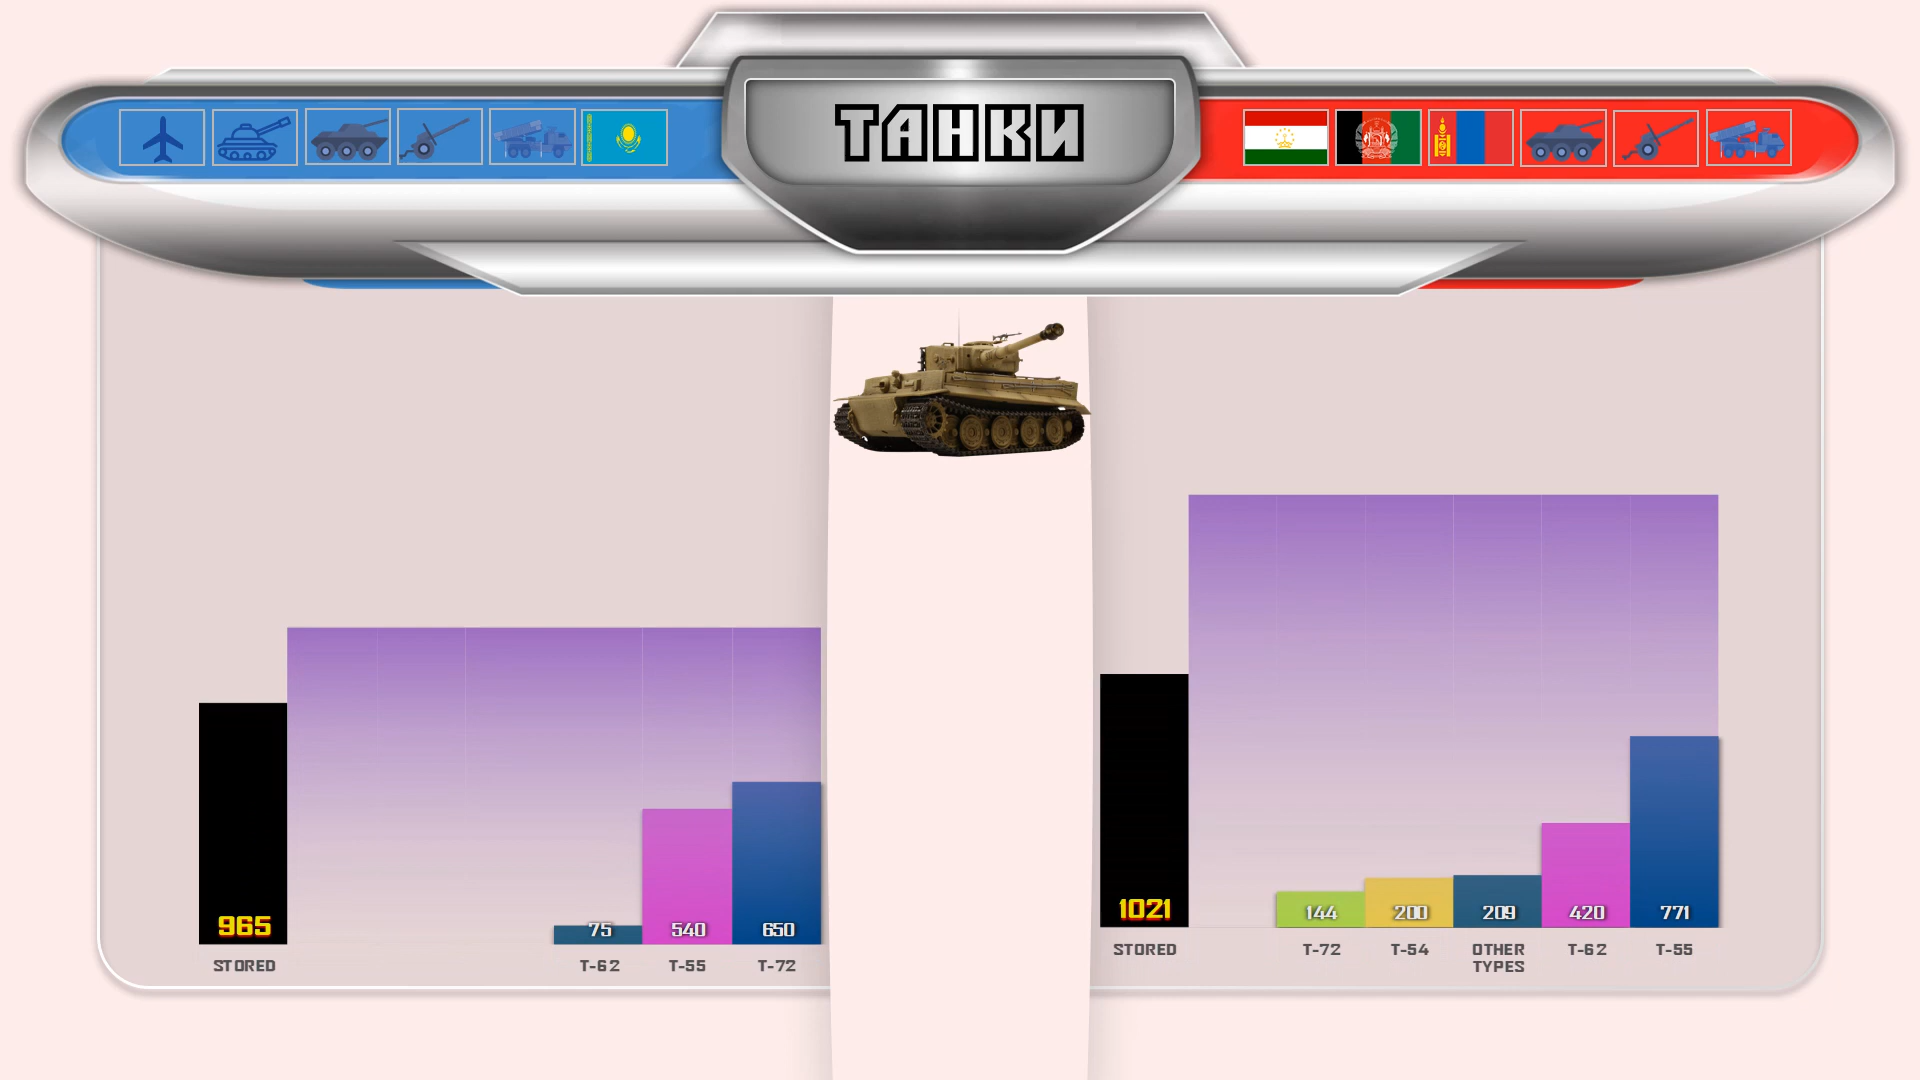 ТАНКИ
965
75
540
650
STORED
T-62
T-55
T-72
1021
144
200
209
420
771
STORED
T-72
T-54
OTHER
TYPES
T-62
T-55